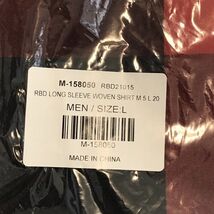 M-158050 RBD21015
RBD LONG SLEEVE WOVEN SHIRT M 5 L 20
MEN / SIZE:L
M-158050
MADE IN CHINA